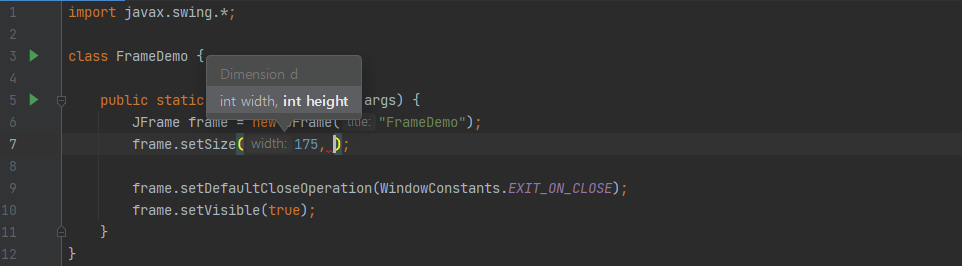 1 import javax.swing.*;
2
3 class FrameDemo {
Dimension d
4
int width, int height
5 public static args) {
6 JFrame frame = new JFrame( title: "FrameDemo");
7 frame.setSize( width: 175, );
8
9 frame.setDefaultCloseOperation(WindowConstants.EXIT_ON_CLOSE);
10 frame.setVisible(true);
11 }
12 }